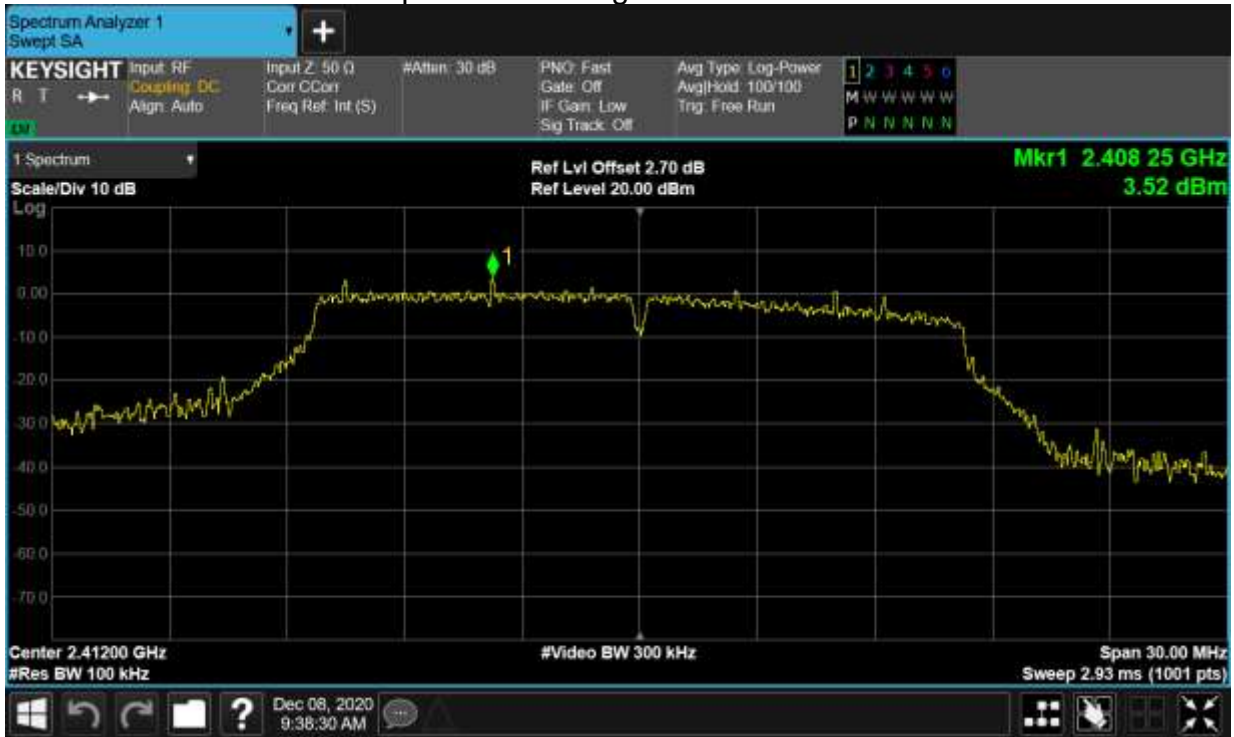 Spectrum Analyzer 1
Swept SA
+
KEYSIGHT Input: RF Input Z: 50 Ω #Atten: 30 dB PNO: Fast Avg Type: Log-Power 1 2 3 4 5 6
R T Coupling: DC Corr CCorr Gate: Off Avg|Hold: 100/100 M W W W W W
Align: Auto Freq Ref: Int (S) IF Gain: Low Trig: Free Run
Sig Track: Off P N N N N N
1 Spectrum
Ref Lvl Offset 2.70 dB Mkr1 2.408 25 GHz
Scale/Div 10 dB Ref Level 20.00 dBm 3.52 dBm
Log
10.0
1
0.00
-10.0
-20.0
-30.0
-40.0
-50.0
-60.0
-70.0
Center 2.41200 GHz #Video BW 300 kHz Span 30.00 MHz
#Res BW 100 kHz Sweep 2.93 ms (1001 pts)
? Dec 08, 2020
9:38:30 AM